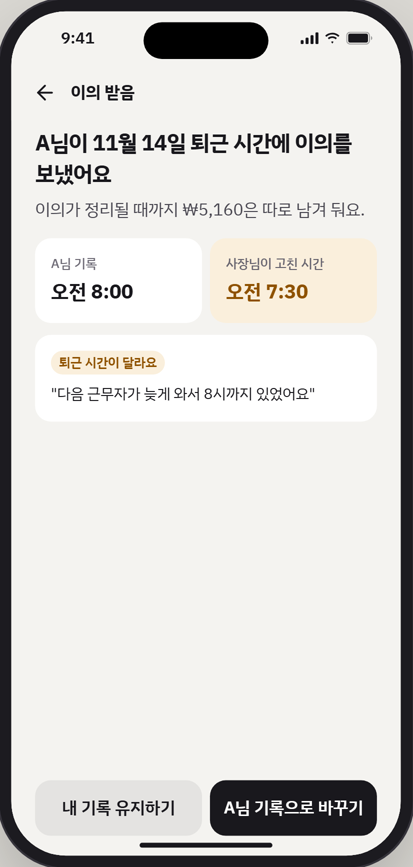 9:41
이의 받음
A님이 11월 14일 퇴근 시간에 이의를
보냈어요
이의가 정리될 때까지 ₩5,160은 따로 남겨 둬요.
A님 기록
오전 8:00
사장님이 고친 시간
오전 7:30
퇴근 시간이 달라요
"다음 근무자가 늦게 와서 8시까지 있었어요"
내 기록 유지하기
A님 기록으로 바꾸기